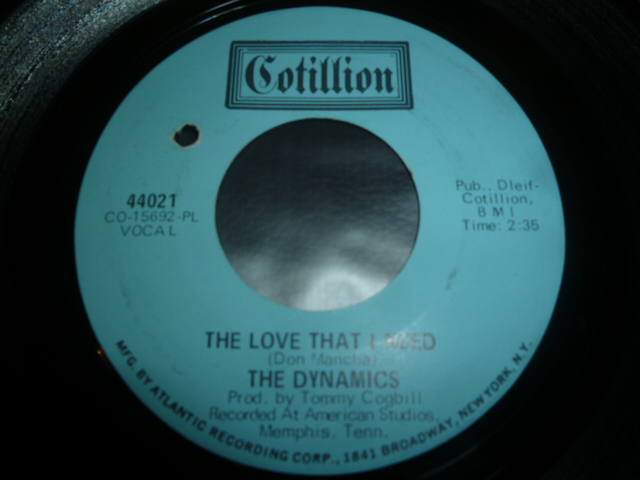 Cotillion
44021
CO-15692-PL
VOCAL
Pub., Dleif-
Cotillion,
BMI
Time: 2:35
THE LOVE THAT I NEED
(Don Mancha)
THE DYNAMICS
Prod. by Tommy Cogbill
Recorded At American Studios,
Memphis, Tenn.
MFG. BY ATLANTIC RECORDING CORP., 1841 BROADWAY, NEW YORK, N.Y.